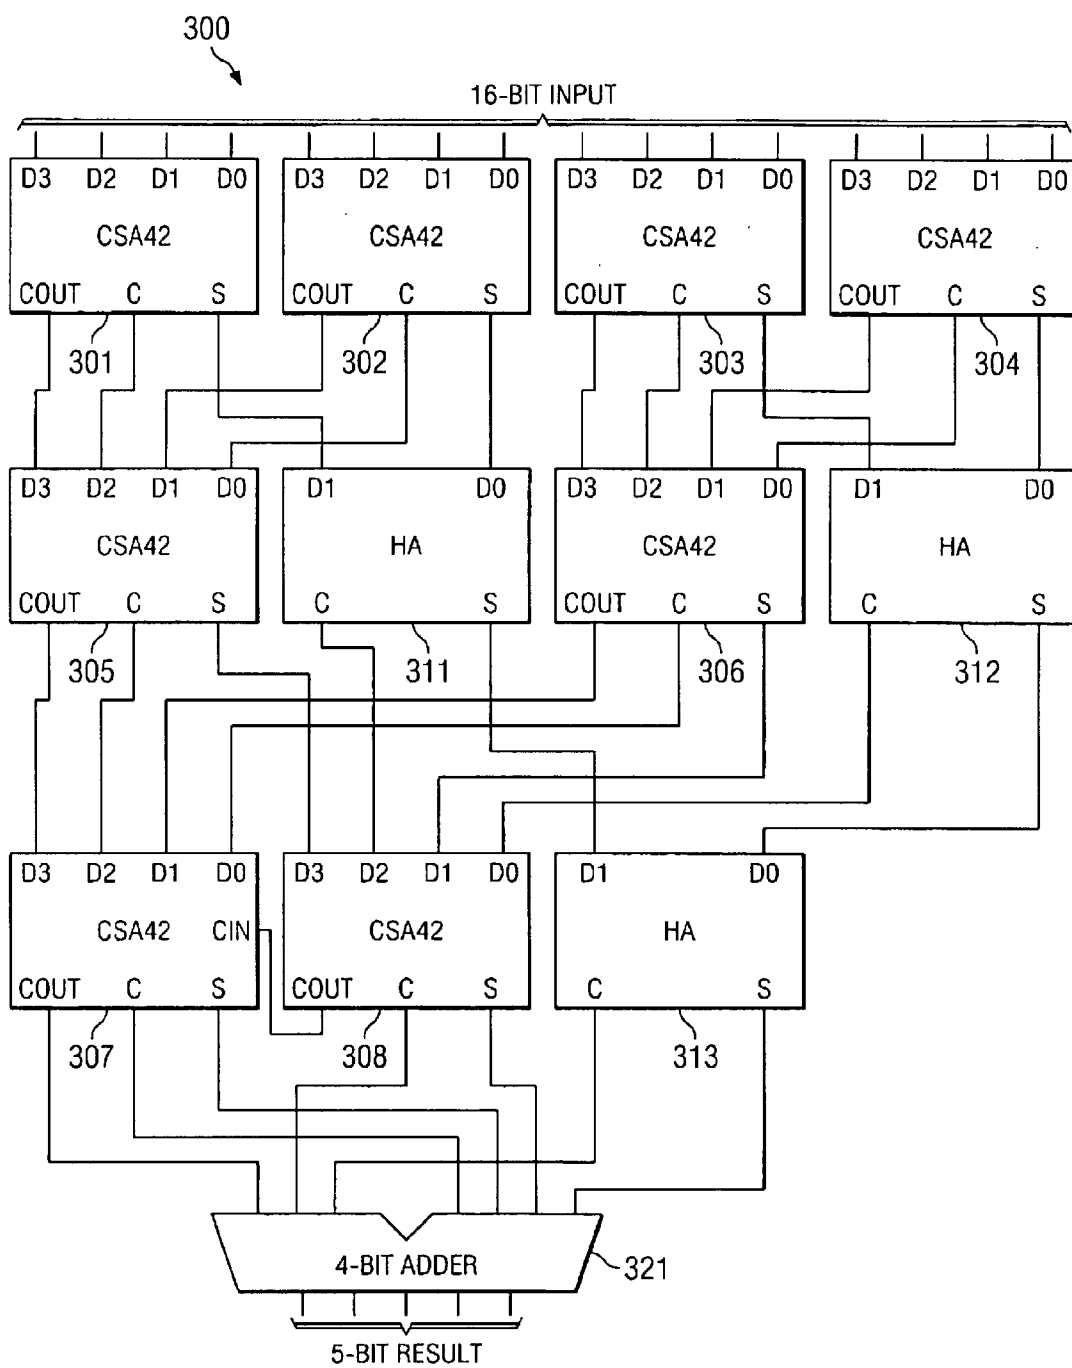 300
16-BIT INPUT
D3 D2 D1 D0 D3 D2 D1 D0 D3 D2 D1 D0 D3 D2 D1 D0
CSA42 CSA42 CSA42 CSA42
COUT C S COUT C S COUT C S COUT C S
301 302 303 304
D3 D2 D1 D0 D1 D0 D3 D2 D1 D0 D1 D0
CSA42 HA CSA42 HA
COUT C S C S COUT C S C S
305 311 306 312
D3 D2 D1 D0 D3 D2 D1 D0 D1 D0
CSA42 CIN CSA42 HA
COUT C S COUT C S C S
307 308 313
4-BIT ADDER 321
5-BIT RESULT